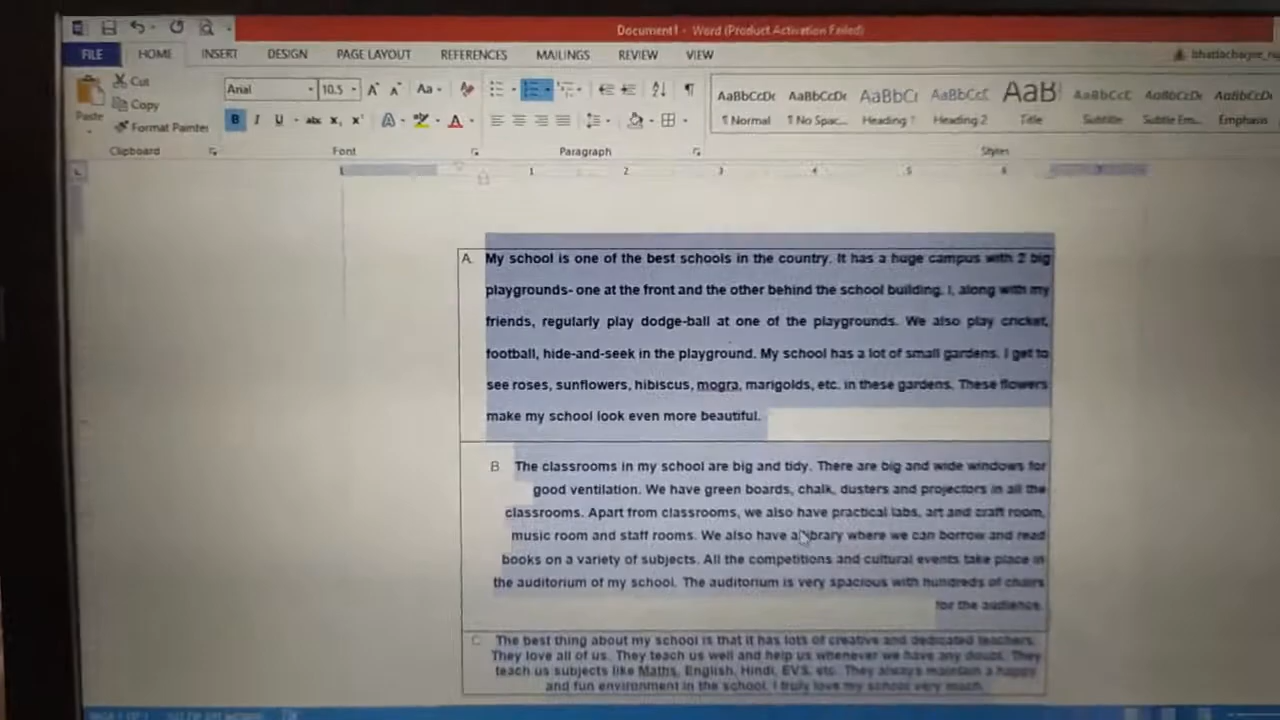 Document1 - Word (Product Activation Failed)
FILE HOME INSERT DESIGN PAGE LAYOUT REFERENCES MAILINGS REVIEW VIEW
Cut
Copy
Format Painter
Paste
Arial 10.5 Aa
B I U abc x₂ x² A A
AaBbCcDc AaBbCcDc AaBbCc AaBbCcD AaB AaBbCcC AaBbCcDc AaBbCcDc
¶ Normal ¶ No Spac... Heading 1 Heading 2 Title Subtitle Subtle Em... Emphasis
Clipboard Font Paragraph Styles
1 1 2 3 4 5 6 7
A. My school is one of the best schools in the country. It has a huge campus with 2 big
playgrounds- one at the front and the other behind the school building. I, along with my
friends, regularly play dodge-ball at one of the playgrounds. We also play cricket,
football, hide-and-seek in the playground. My school has a lot of small gardens. I get to
see roses, sunflowers, hibiscus, mogra, marigolds, etc. in these gardens. These flowers
make my school look even more beautiful.
B. The classrooms in my school are big and tidy. There are big and wide windows for
good ventilation. We have green boards, chalk, dusters and projectors in all the
classrooms. Apart from classrooms, we also have practical labs, art and craft room,
music room and staff rooms. We also have a library where we can borrow and read
books on a variety of subjects. All the competitions and cultural events take place in
the auditorium of my school. The auditorium is very spacious with hundreds of chairs
for the audience.
C. The best thing about my school is that it has lots of creative and dedicated teachers.
They love all of us. They teach us well and help us whenever we have any doubt. They
teach us subjects like Maths, English, Hindi, EVS, etc. They always maintain a happy
and fun environment in the school. I truly love my school very much.